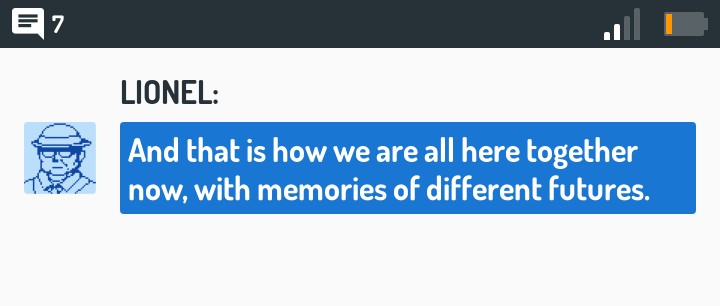 7
LIONEL:
And that is how we are all here together
now, with memories of different futures.